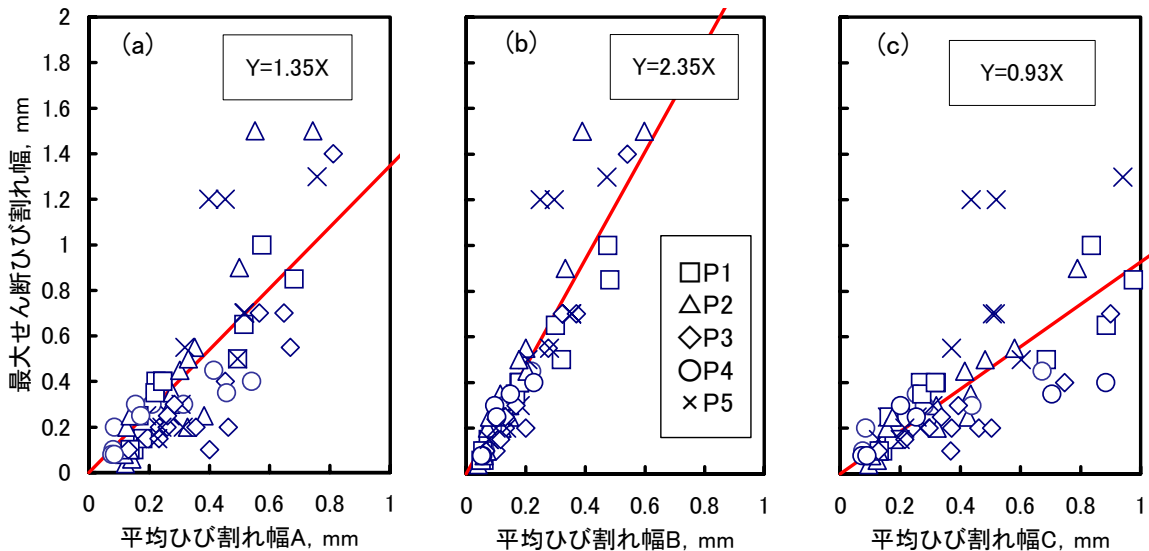 最大せん断ひび割れ幅, mm
2
1.8
1.6
1.4
1.2
1
0.8
0.6
0.4
0.2
0
(a)
Y=1.35X
0 0.2 0.4 0.6 0.8 1
平均ひび割れ幅A, mm
(b)
Y=2.35X
P1
P2
P3
P4
P5
0 0.2 0.4 0.6 0.8 1
平均ひび割れ幅B, mm
(c)
Y=0.93X
0 0.2 0.4 0.6 0.8 1
平均ひび割れ幅C, mm